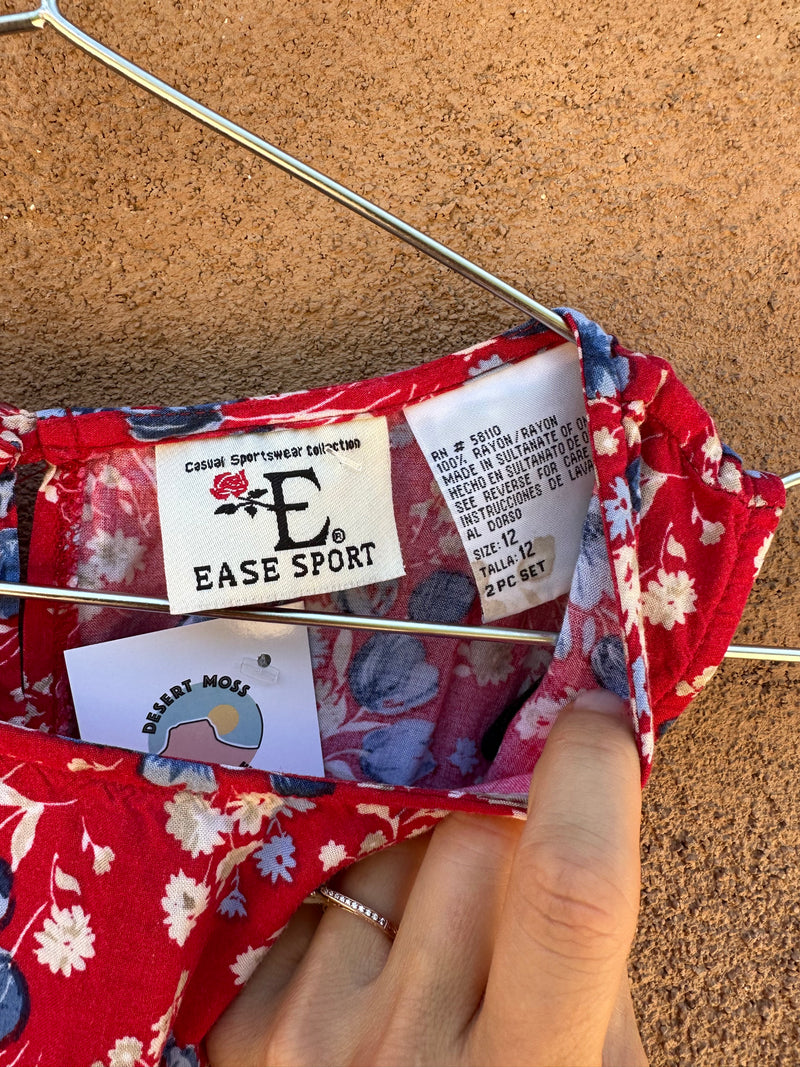 Casual Sportswear Collection
E®
EASE SPORT
RN # 58110
100% RAYON/RAYON
MADE IN SULTANATE OF
HECHO EN SULTANATO DE
SEE REVERSE FOR CARE
INSTRUCCIONES DE
AL DORSO
SIZE: 12
TALLA: 12
2 PC SET
DESERT MOSS